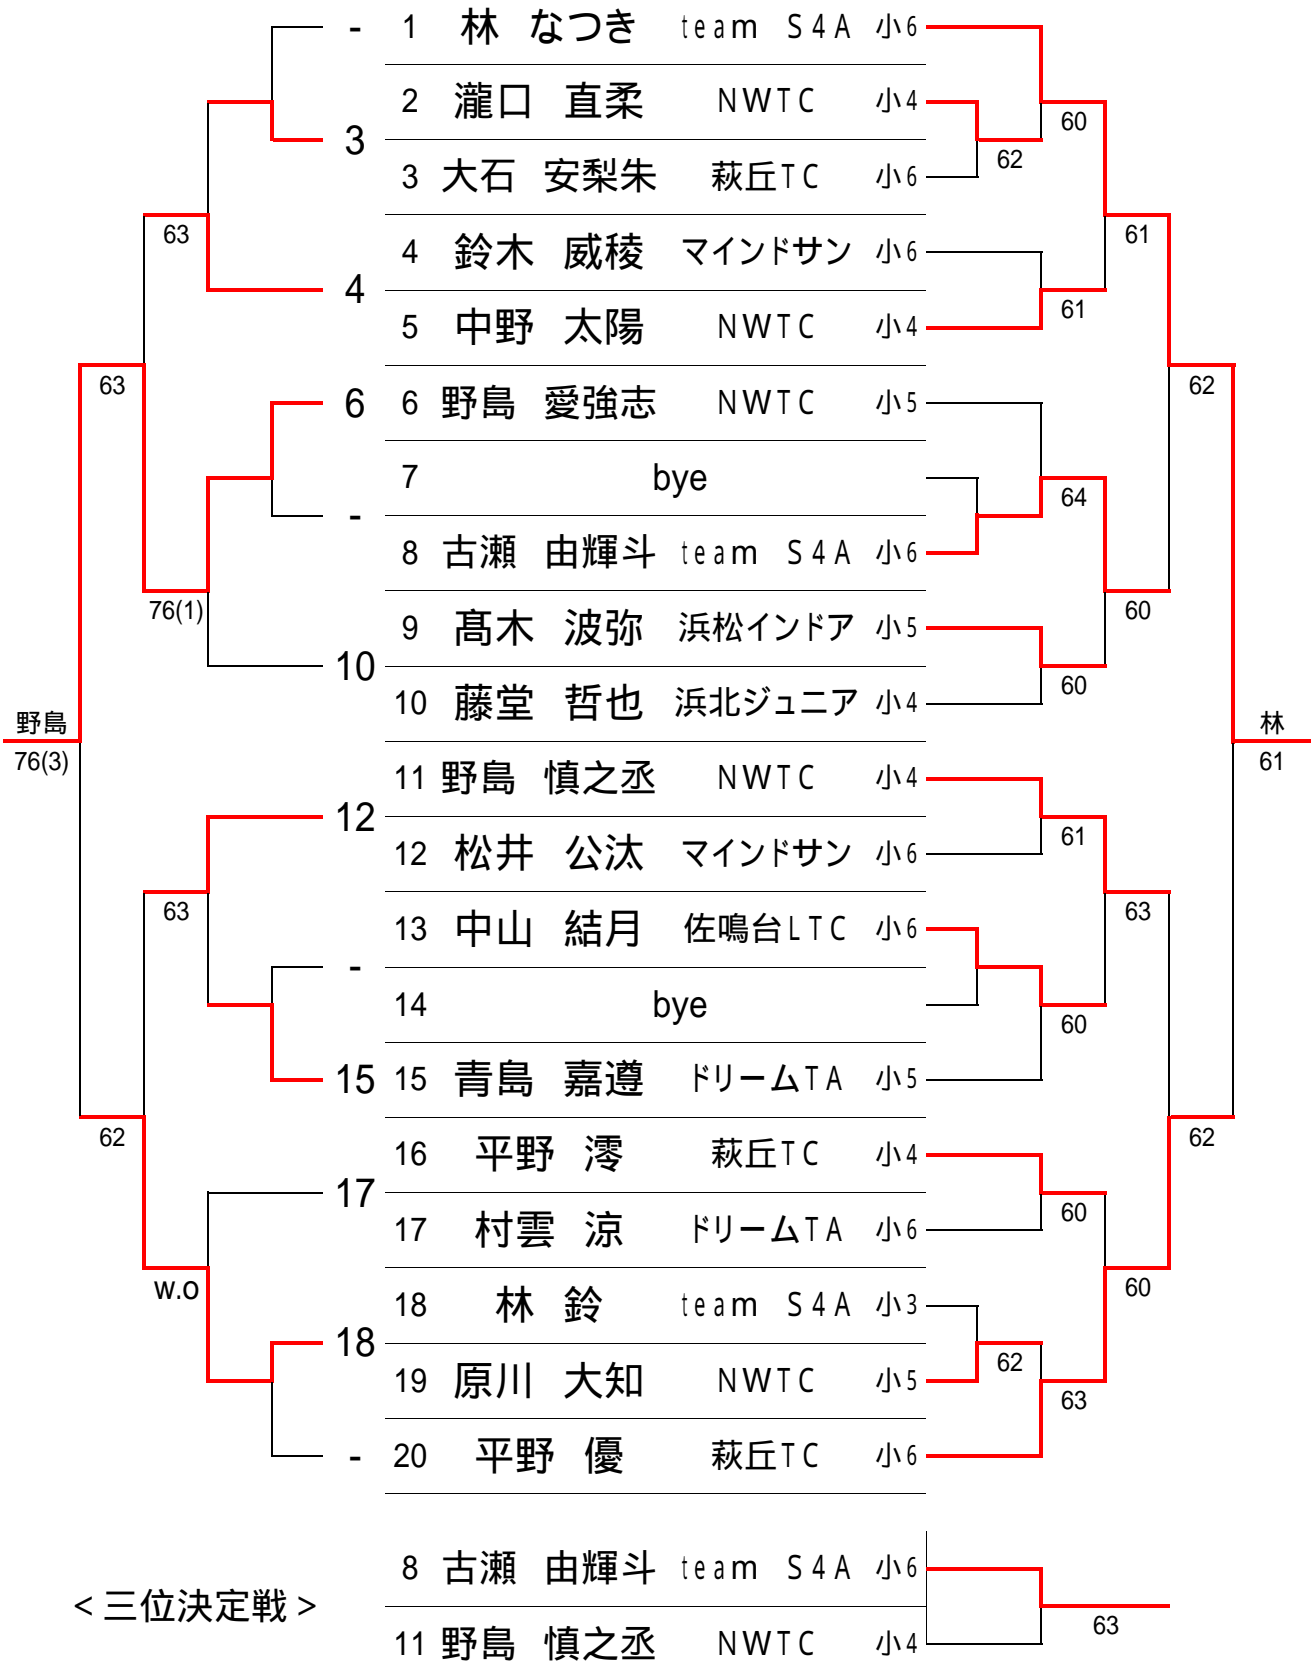 - 1 林 なつき team S4A 小6
2 瀧口 直柔 NWTC 小4
60
3
62
3 大石 安梨朱 萩丘TC 小6
63
61
4 鈴木 威稜 マインドサン 小6
4
61
5 中野 太陽 NWTC 小4
63
62
6 6 野島 愛強志 NWTC 小5
7 bye
64
-
8 古瀬 由輝斗 team S4A 小6
76(1)
60
9 髙木 波弥 浜松インドア 小5
10
60
10 藤堂 哲也 浜北ジュニア 小4
野島
林
76(3)
61
11 野島 慎之丞 NWTC 小4
12
61
12 松井 公汰 マインドサン 小6
63
63
13 中山 結月 佐鳴台LTC 小6
-
14 bye
60
15 15 青島 嘉遵 ドリームTA 小5
62
62
16 平野 澪 萩丘TC 小4
17
60
17 村雲 涼 ドリームTA 小6
w.o
60
18 林 鈴 team S4A 小3
18
62
19 原川 大知 NWTC 小5
63
- 20 平野 優 萩丘TC 小6
8 古瀬 由輝斗 team S4A 小6
<三位決定戦>
63
11 野島 慎之丞 NWTC 小4